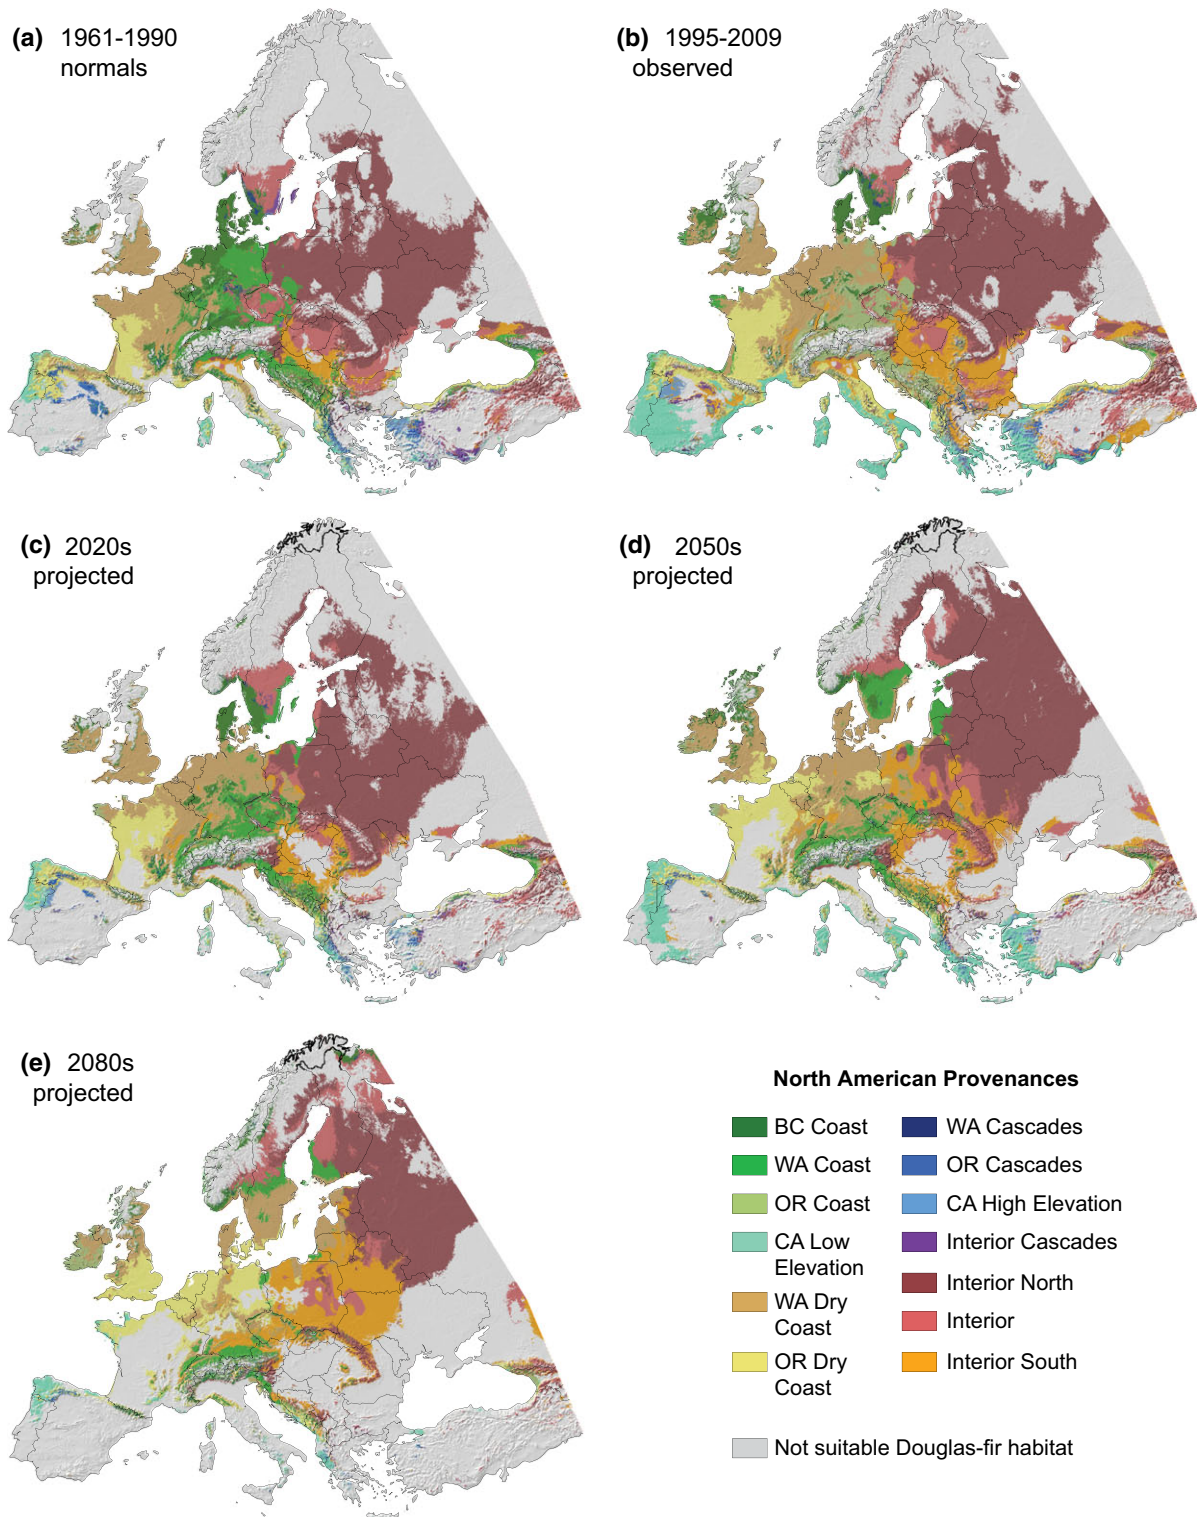 (a) 1961-1990
normals
(b) 1995-2009
observed
(c) 2020s
projected
(d) 2050s
projected
(e) 2080s
projected
North American Provenances
BC Coast
WA Coast
OR Coast
CA Low
Elevation
WA Dry
Coast
OR Dry
Coast
WA Cascades
OR Cascades
CA High Elevation
Interior Cascades
Interior North
Interior
Interior South
Not suitable Douglas-fir habitat